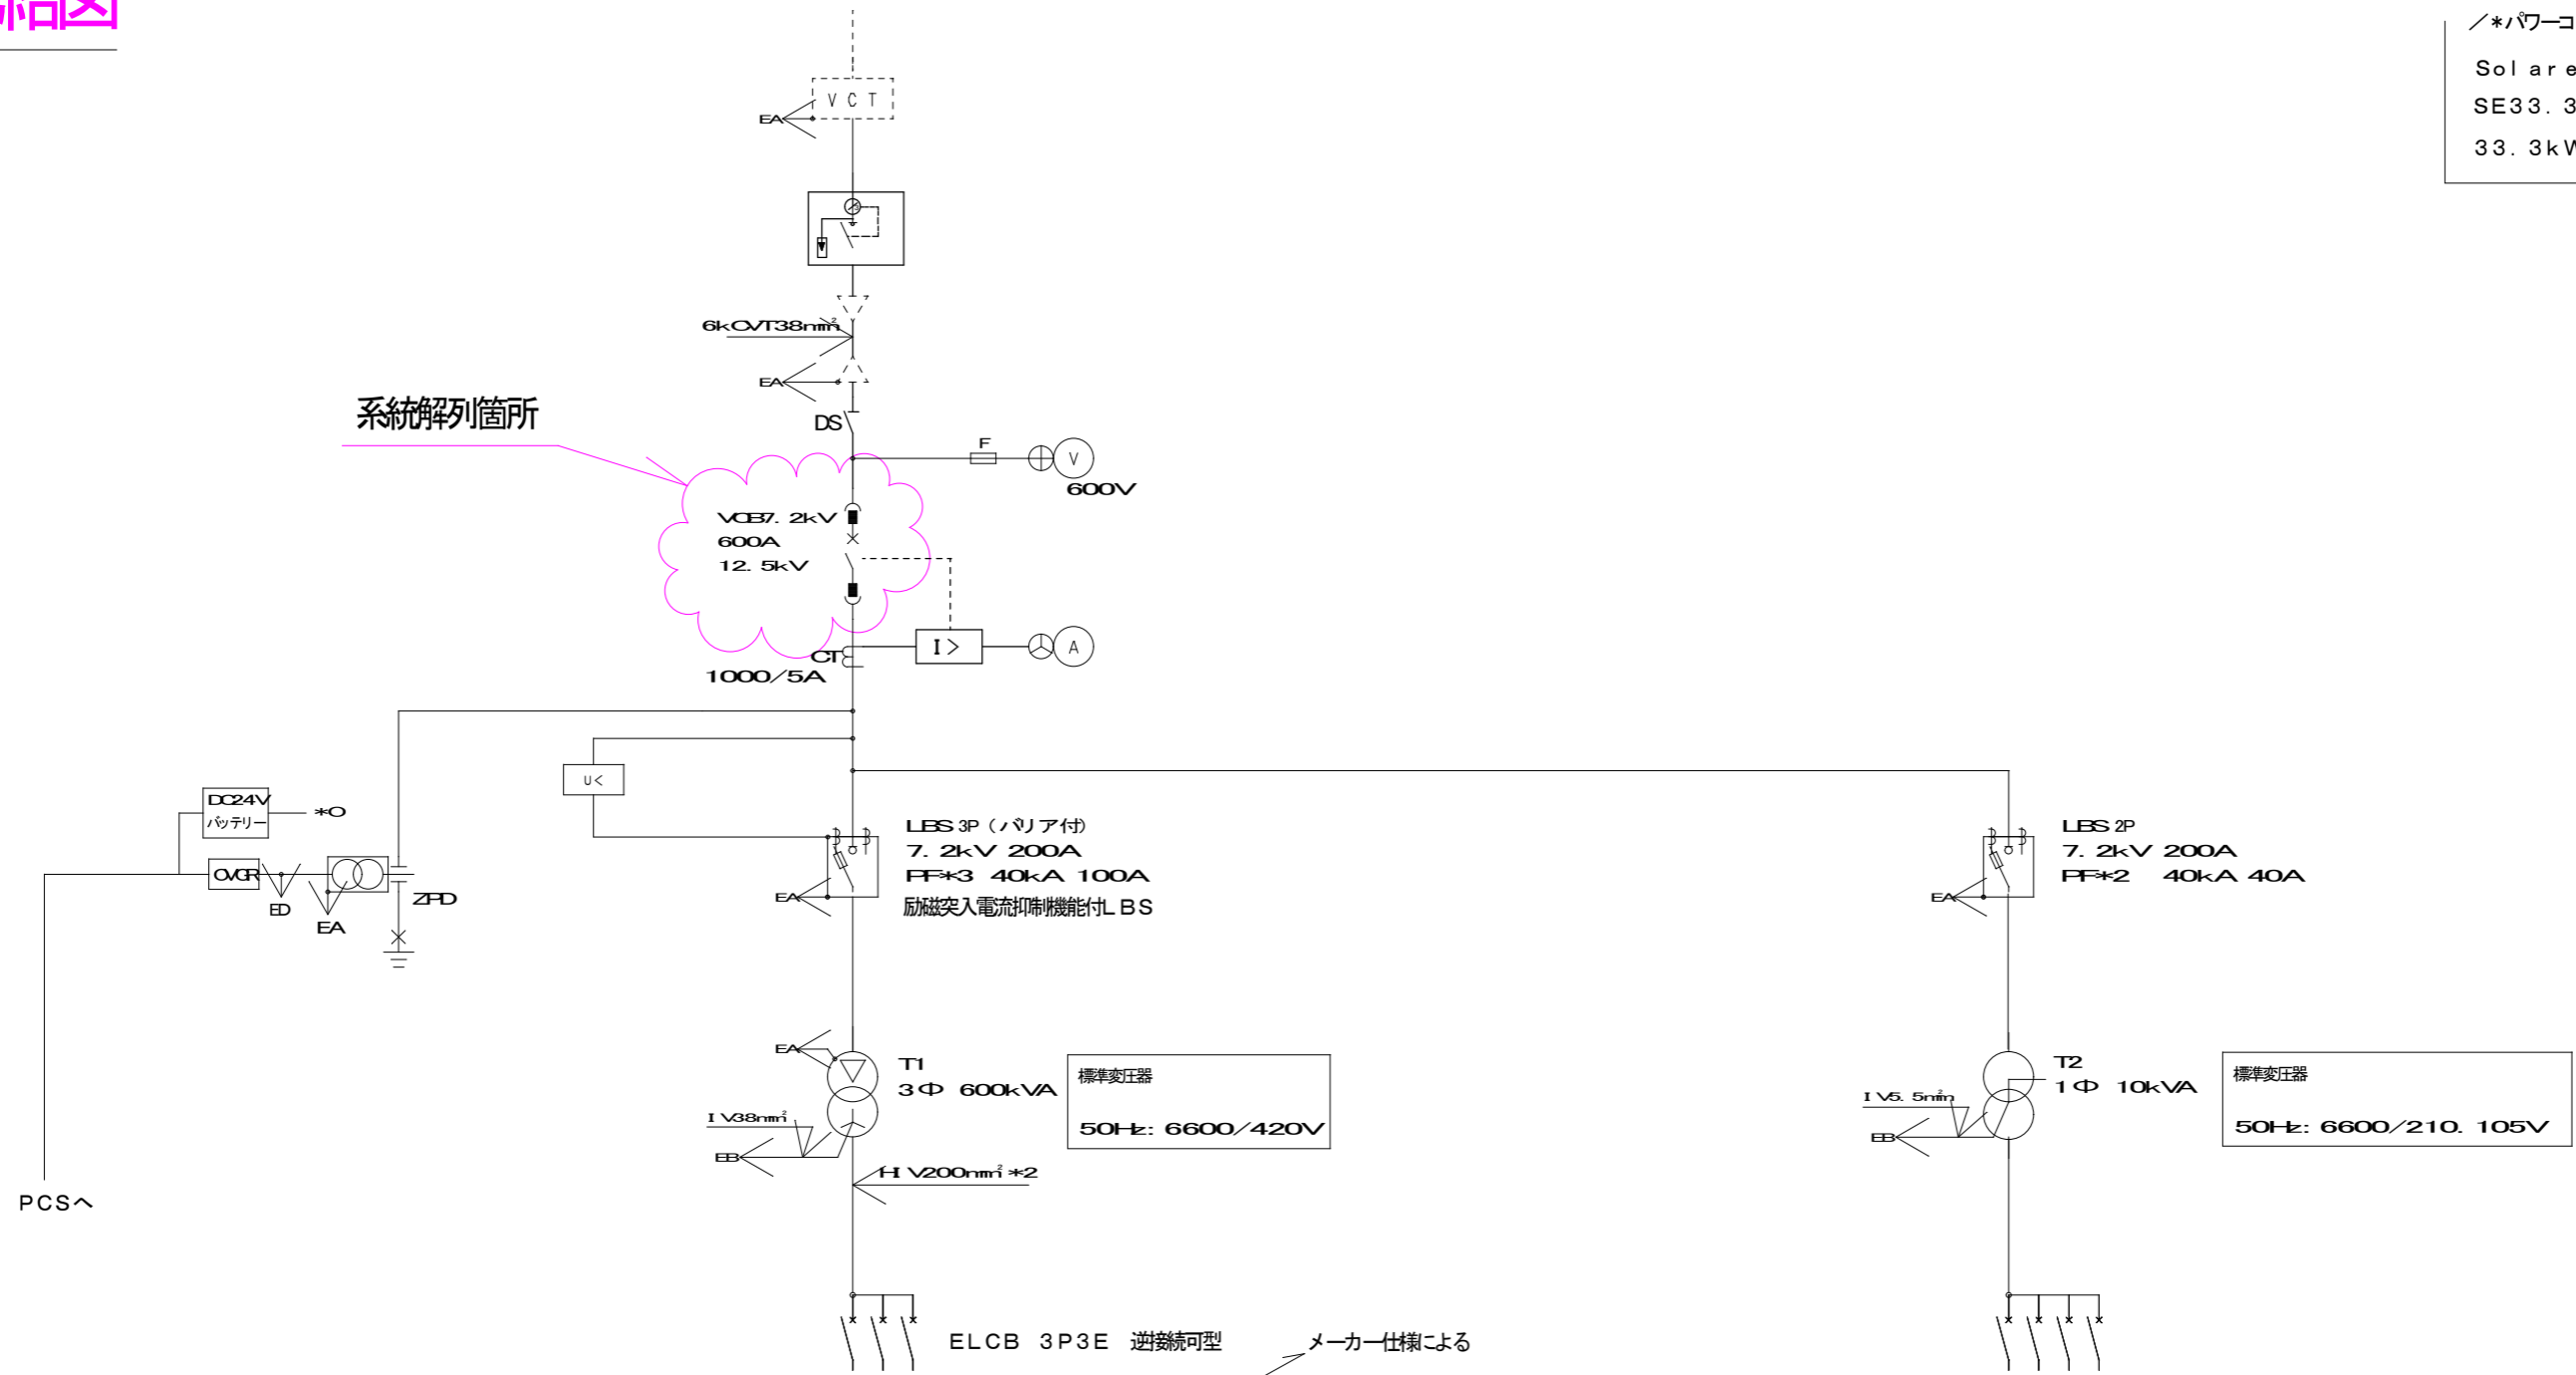 結図
／*パワーコ
Solare
SE33. 3
33. 3kW
VCT
EA
6kCVT38mm²
EA
DS
系統解列箇所
F
V
600V
VCB7. 2kV
600A
12. 5kV
I>
A
CT
1000/5A
U<
DC24V
バッテリー
*O
OVGR
ED
EA
ZPD
LBS 3P（バリア付）
7. 2kV 200A
PF*3 40kA 100A
励磁突入電流抑制機能付LBS
EA
LBS 2P
7. 2kV 200A
PF*2 40kA 40A
EA
EA
T1
3Φ 600kVA
標準変圧器
50Hz: 6600/420V
IV38mm²
EB
HIV200mm²*2
T2
1Φ 10kVA
標準変圧器
50Hz: 6600/210. 105V
IV5. 5mm²
EB
PCSへ
ELCB 3P3E 逆接続可型
メーカー仕様による